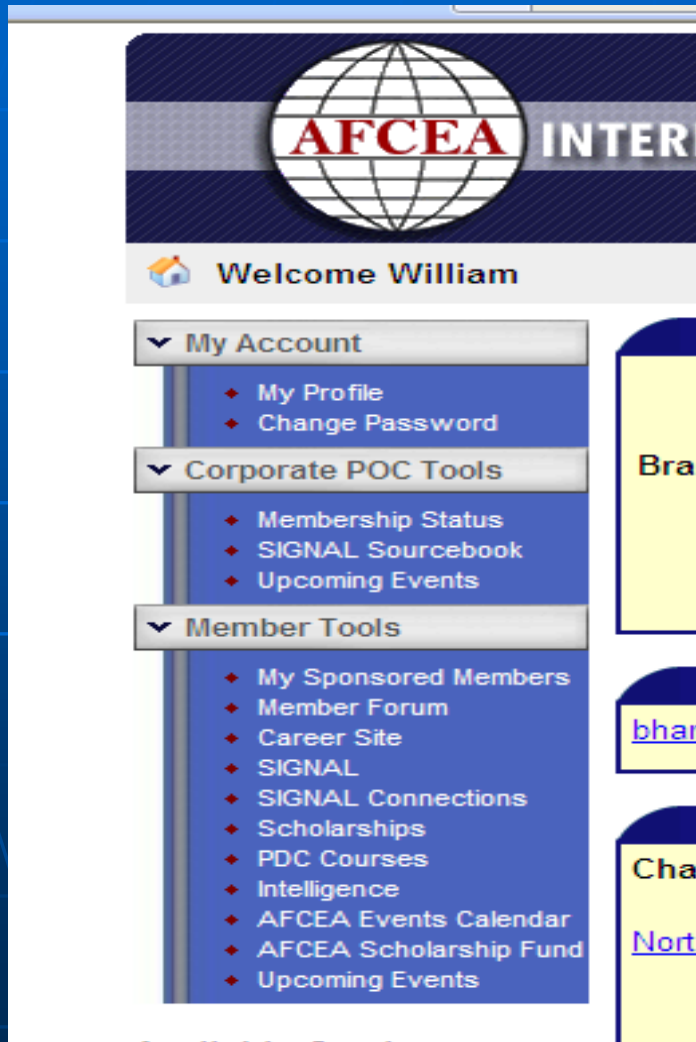 AFCEA INTER
Welcome William
My Account
My Profile
Change Password
Corporate POC Tools
Membership Status
SIGNAL Sourcebook
Upcoming Events
Member Tools
My Sponsored Members
Member Forum
Career Site
SIGNAL
SIGNAL Connections
Scholarships
PDC Courses
Intelligence
AFCEA Events Calendar
AFCEA Scholarship Fund
Upcoming Events
Bra
bhar
Cha
Nort